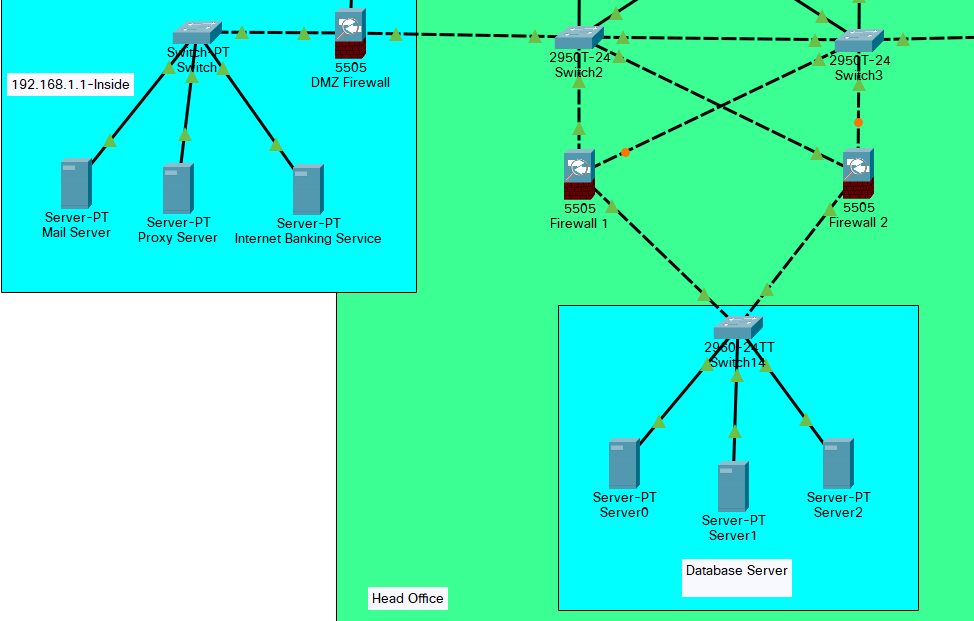 Switch-PT
Switch
192.168.1.1-Inside
5505
DMZ Firewall
Server-PT
Mail Server
Server-PT
Proxy Server
Server-PT
Internet Banking Service
2950T-24
Switch2
2950T-24
Switch3
5505
Firewall 1
5505
Firewall 2
2960-24TT
Switch14
Server-PT
Server0
Server-PT
Server1
Server-PT
Server2
Database Server
Head Office